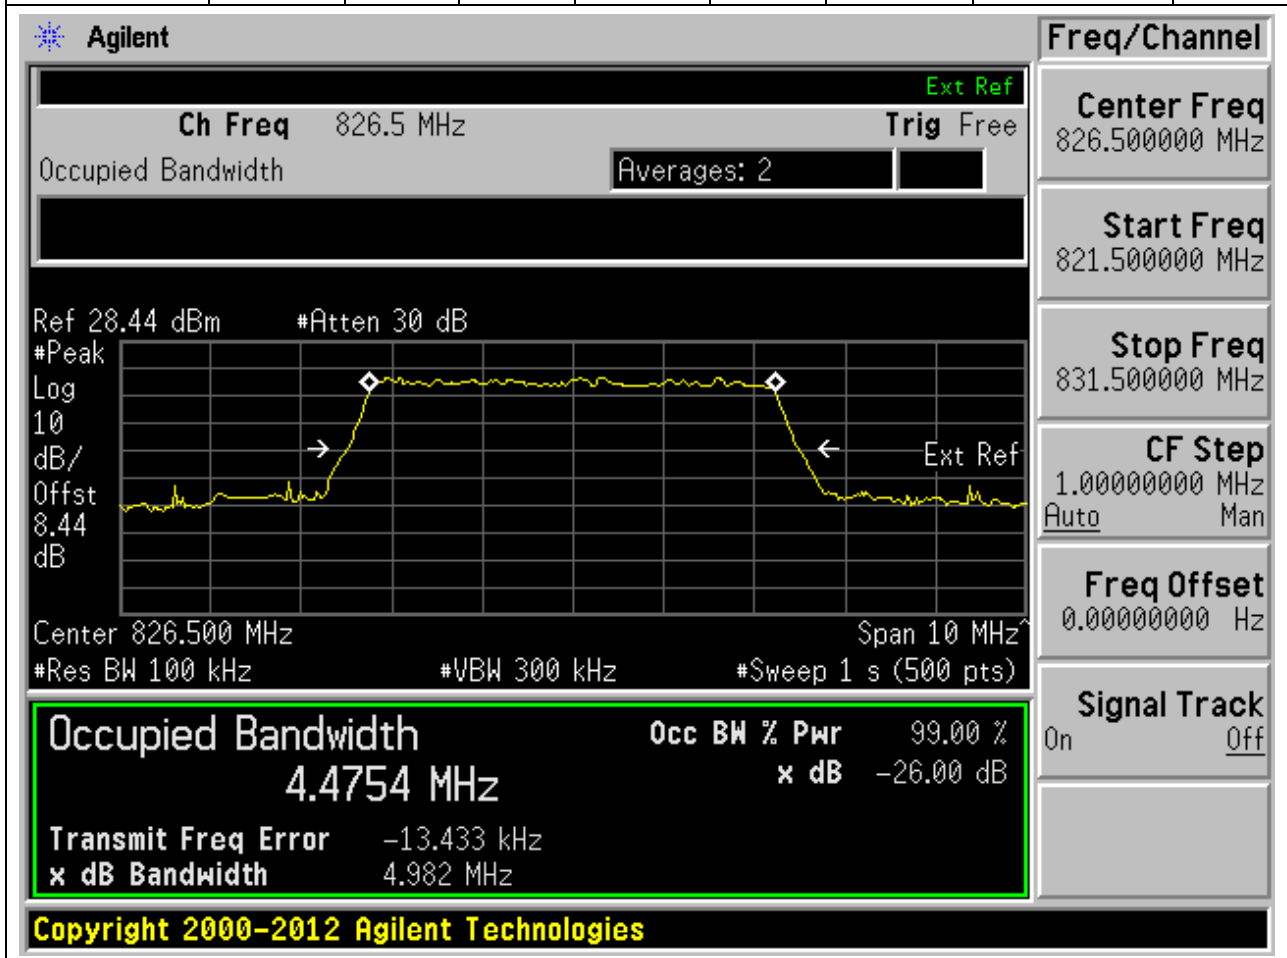 Agilent
Freq/Channel
Ext Ref
Ch Freq 826.5 MHz Trig Free
Occupied Bandwidth Averages: 2
Center Freq
826.500000 MHz
Start Freq
821.500000 MHz
Stop Freq
831.500000 MHz
CF Step
1.00000000 MHz
Auto Man
Freq Offset
0.00000000 Hz
Signal Track
On Off
Ref 28.44 dBm #Atten 30 dB
#Peak
Log
10
dB/
Offst
8.44
dB
Ext Ref
Center 826.500 MHz Span 10 MHz^
#Res BW 100 kHz #VBW 300 kHz #Sweep 1 s (500 pts)
Occupied Bandwidth Occ BW % Pwr 99.00 %
4.4754 MHz x dB -26.00 dB
Transmit Freq Error -13.433 kHz
x dB Bandwidth 4.982 MHz
Copyright 2000-2012 Agilent Technologies